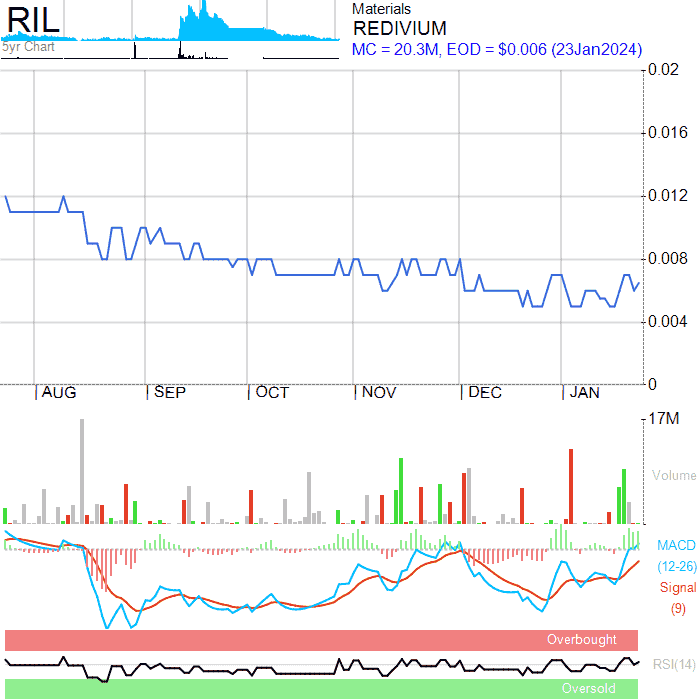 RIL
5yr Chart
Materials
REDIVIUM
MC = 20.3M, EOD = $0.006 (23Jan2024)
0.02
0.016
0.012
0.008
0.004
0
AUG
SEP
OCT
NOV
DEC
JAN
17M
Volume
MACD
(12-26)
Signal
(9)
Overbought
RSI(14)
Oversold